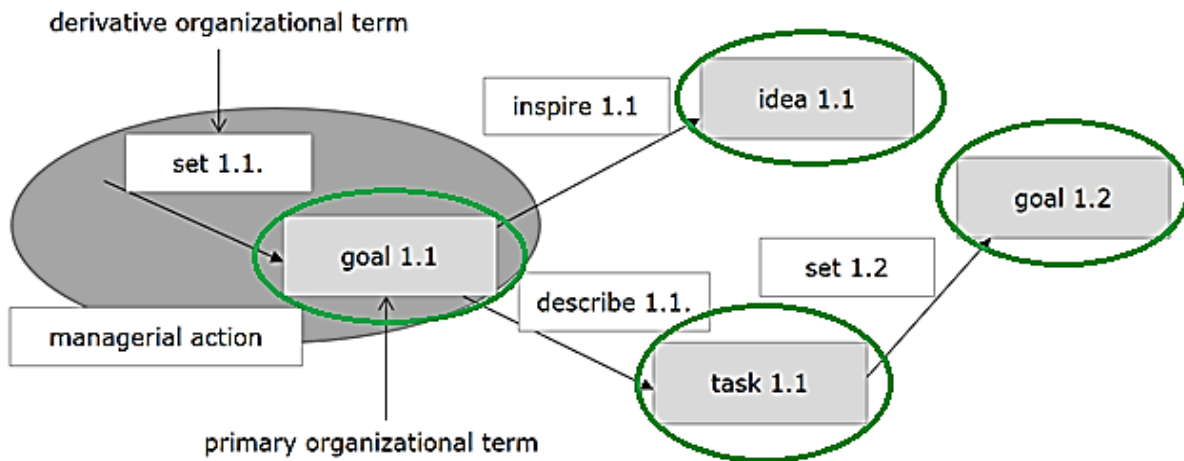 derivative organizational term
inspire 1.1
idea 1.1
set 1.1.
goal 1.2
goal 1.1
set 1.2
describe 1.1.
managerial action
task 1.1
primary organizational term